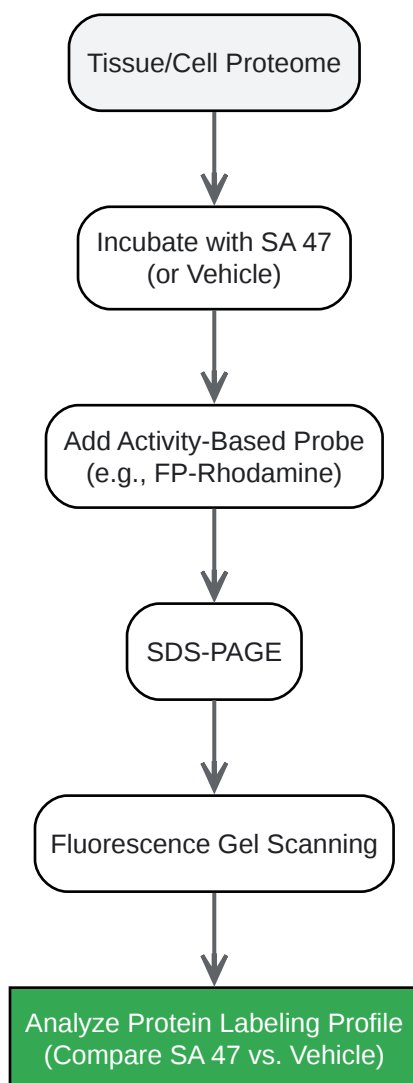 Tissue/Cell Proteome
Incubate with SA 47
(or Vehicle)
Add Activity-Based Probe
(e.g., FP-Rhodamine)
SDS-PAGE
Fluorescence Gel Scanning
Analyze Protein Labeling Profile
(Compare SA 47 vs. Vehicle)